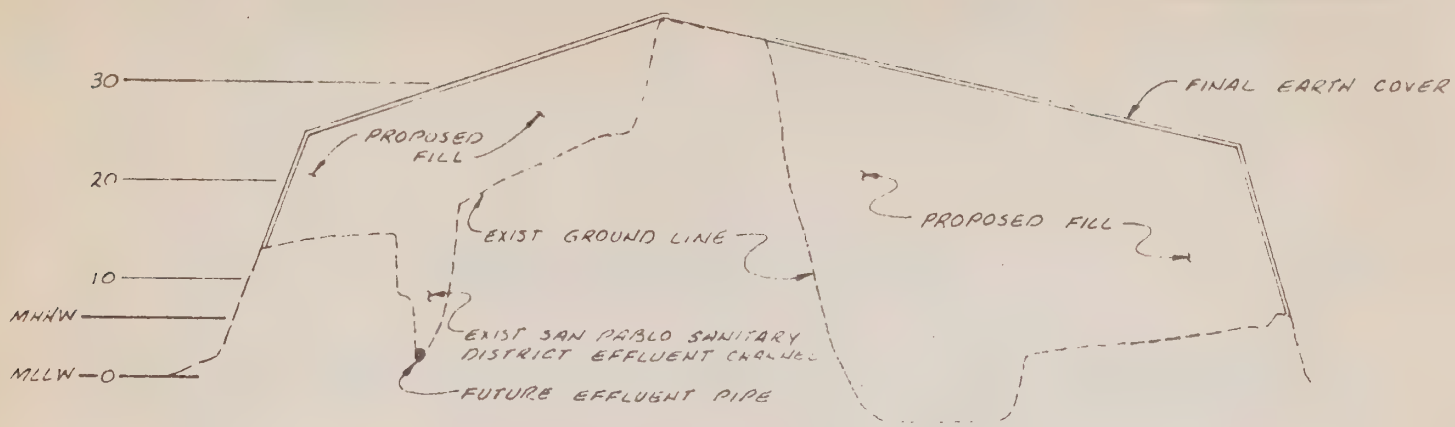 30
FINAL EARTH COVER
PROPOSED
FILL
20
PROPOSED FILL
EXIST GROUND LINE
10
MHHW
EXIST SAN PABLO SANITARY
DISTRICT EFFLUENT CHANNEL
MLLW 0
FUTURE EFFLUENT PIPE